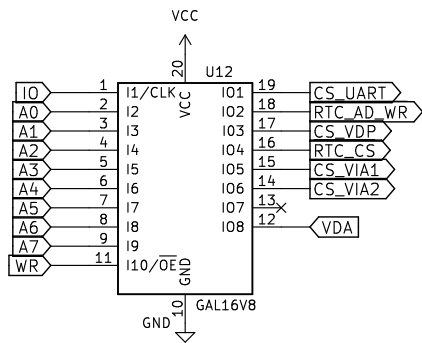 VCC
20
U12
IO 1 I1/CLK VCC IO1 19 CS_UART
A0 2 I2 IO2 18 RTC_AD_WR
A1 3 I3 IO3 17 CS_VDP
A2 4 I4 IO4 16 RTC_CS
A3 5 I5 IO5 15 CS_VIA1
A4 6 I6 IO6 14 CS_VIA2
A5 7 I7 IO7 13
A6 8 I8 IO8 12 VDA
A7 9 I9
WR 11 I10/OE GND
10 GAL16V8
GND